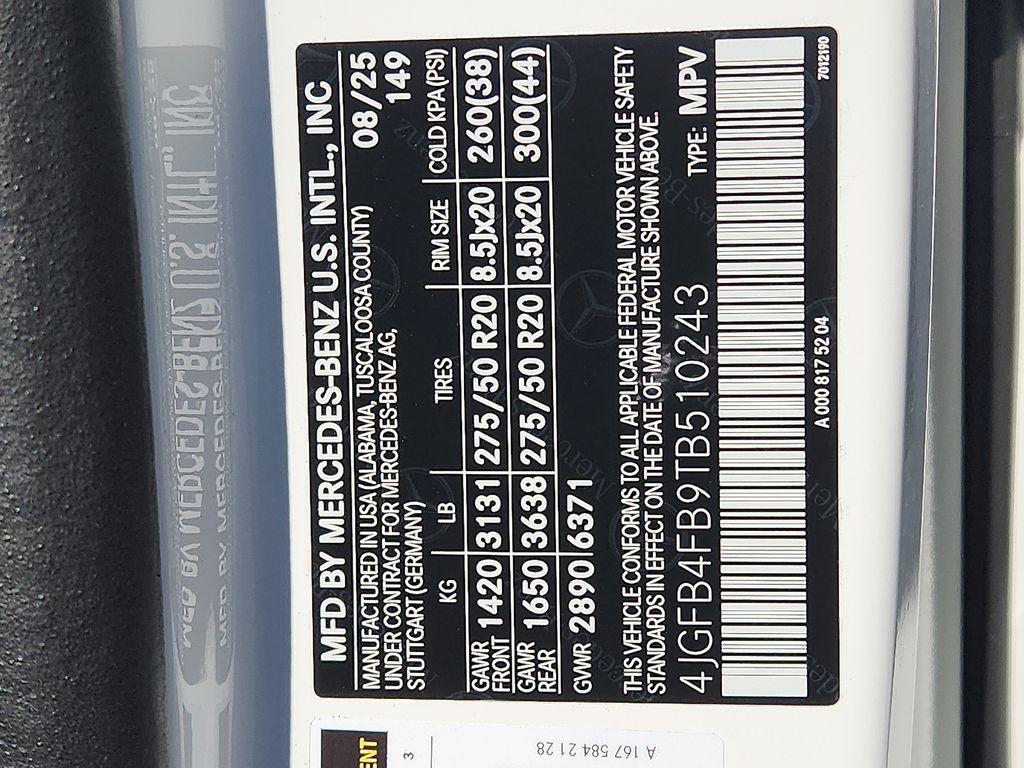 MFD BY MERCEDES-BENZ U.S. INTL., INC
MANUFACTURED IN USA (ALABAMA, TUSCALOOSA COUNTY) 08/25
UNDER CONTRACT FOR MERCEDES-BENZ AG, 149
STUTTGART (GERMANY)
KG LB TIRES RIM SIZE COLD KPA (PSI)
GAWR FRONT 1420 3131 275/50 R20 8.5Jx20 260(38)
GAWR REAR 1650 3638 275/50 R20 8.5Jx20 300(44)
GVWR 2890 6371
THIS VEHICLE CONFORMS TO ALL APPLICABLE FEDERAL MOTOR VEHICLE SAFETY
STANDARDS IN EFFECT ON THE DATE OF MANUFACTURE SHOWN ABOVE.
4JGFB4FB9TB510243 TYPE: MPV
A 000 817 52 04
7012190
ENT
3
A 167 584 21 28